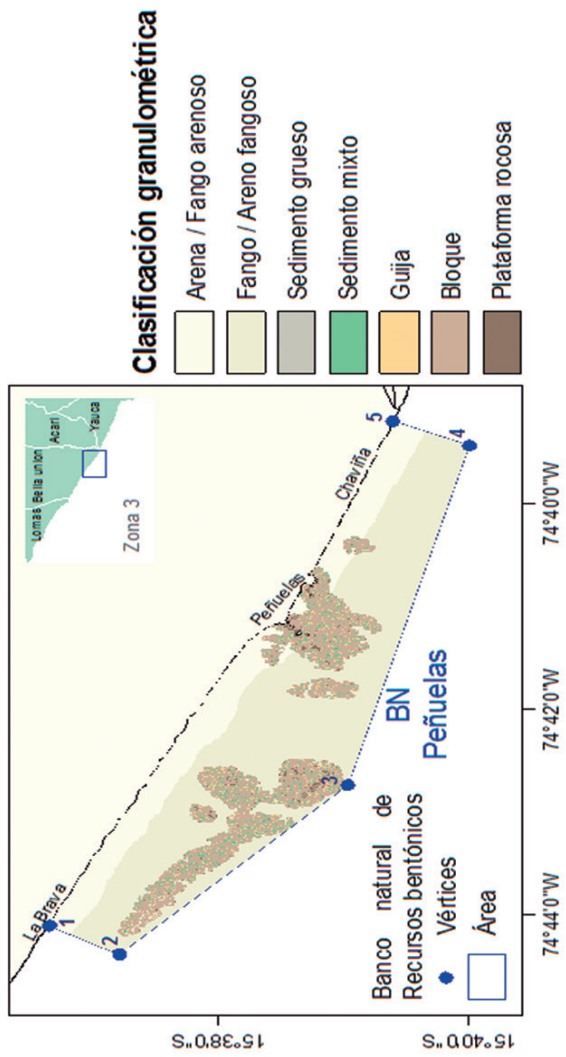 Clasificación granulométrica
Arena / Fango arenoso
Fango / Areno fangoso
Sedimento grueso
Sedimento mixto
Guija
Bloque
Plataforma rocosa
Lomas
Bella union
Acarí
Yauca
Zona 3
La Brava
1
2
3
4
5
Peñuelas
Chaviña
BN
Peñuelas
Banco natural de
Recursos bentónicos
Vértices
Área
74°44'0"W
74°42'0"W
74°40'0"W
15°38'0"S
15°40'0"S